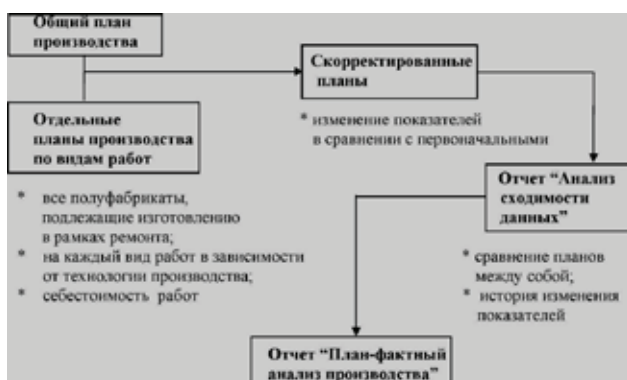 Общий план
производства
Отдельные
планы производства
по видам работ
* все полуфабрикаты,
подлежащие изготовлению
в рамках ремонта;
* на каждый вид работ в зависимости
от технологии производства;
* себестоимость работ
Скорректированные
планы
* изменение показателей
в сравнении с первоначальными
Отчет “Анализ
сходимости
данных”
* сравнение планов
между собой;
* история изменения
показателей
Отчет “План-фактный
анализ производства”